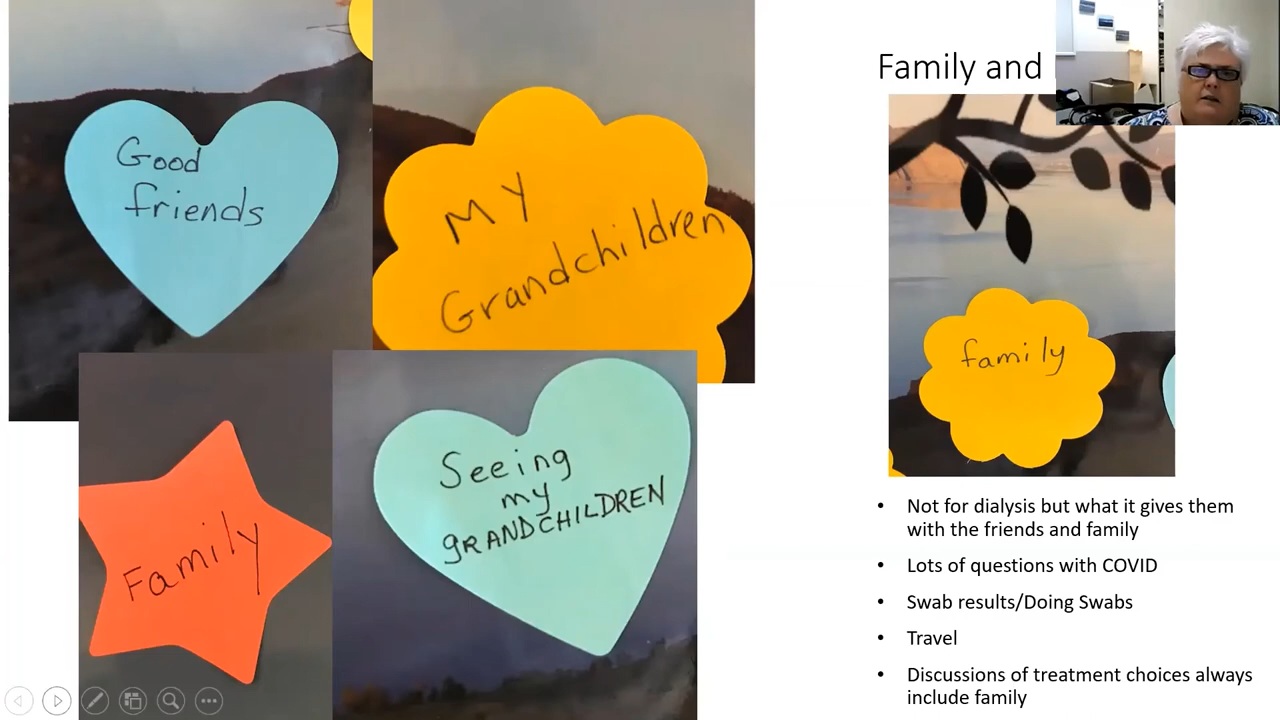 Good
friends
MY
Grandchildren
Family
Seeing
my
gRANDCHILDREN
Family and
family
• Not for dialysis but what it gives them
with the friends and family
• Lots of questions with COVID
• Swab results/Doing Swabs
• Travel
• Discussions of treatment choices always
include family